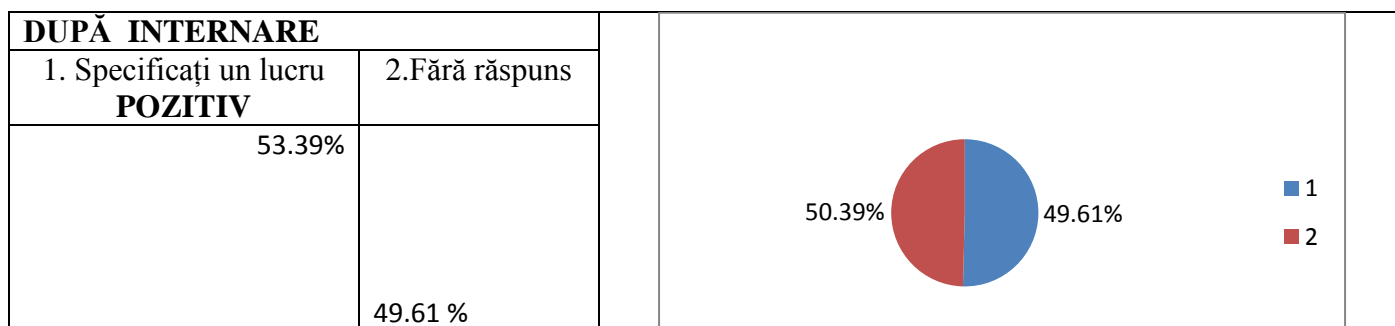 DUPĂ INTERNARE
1. Specificați un lucru
POZITIV
2.Fără răspuns
53.39%
49.61 %
50.39%
49.61%
1
2